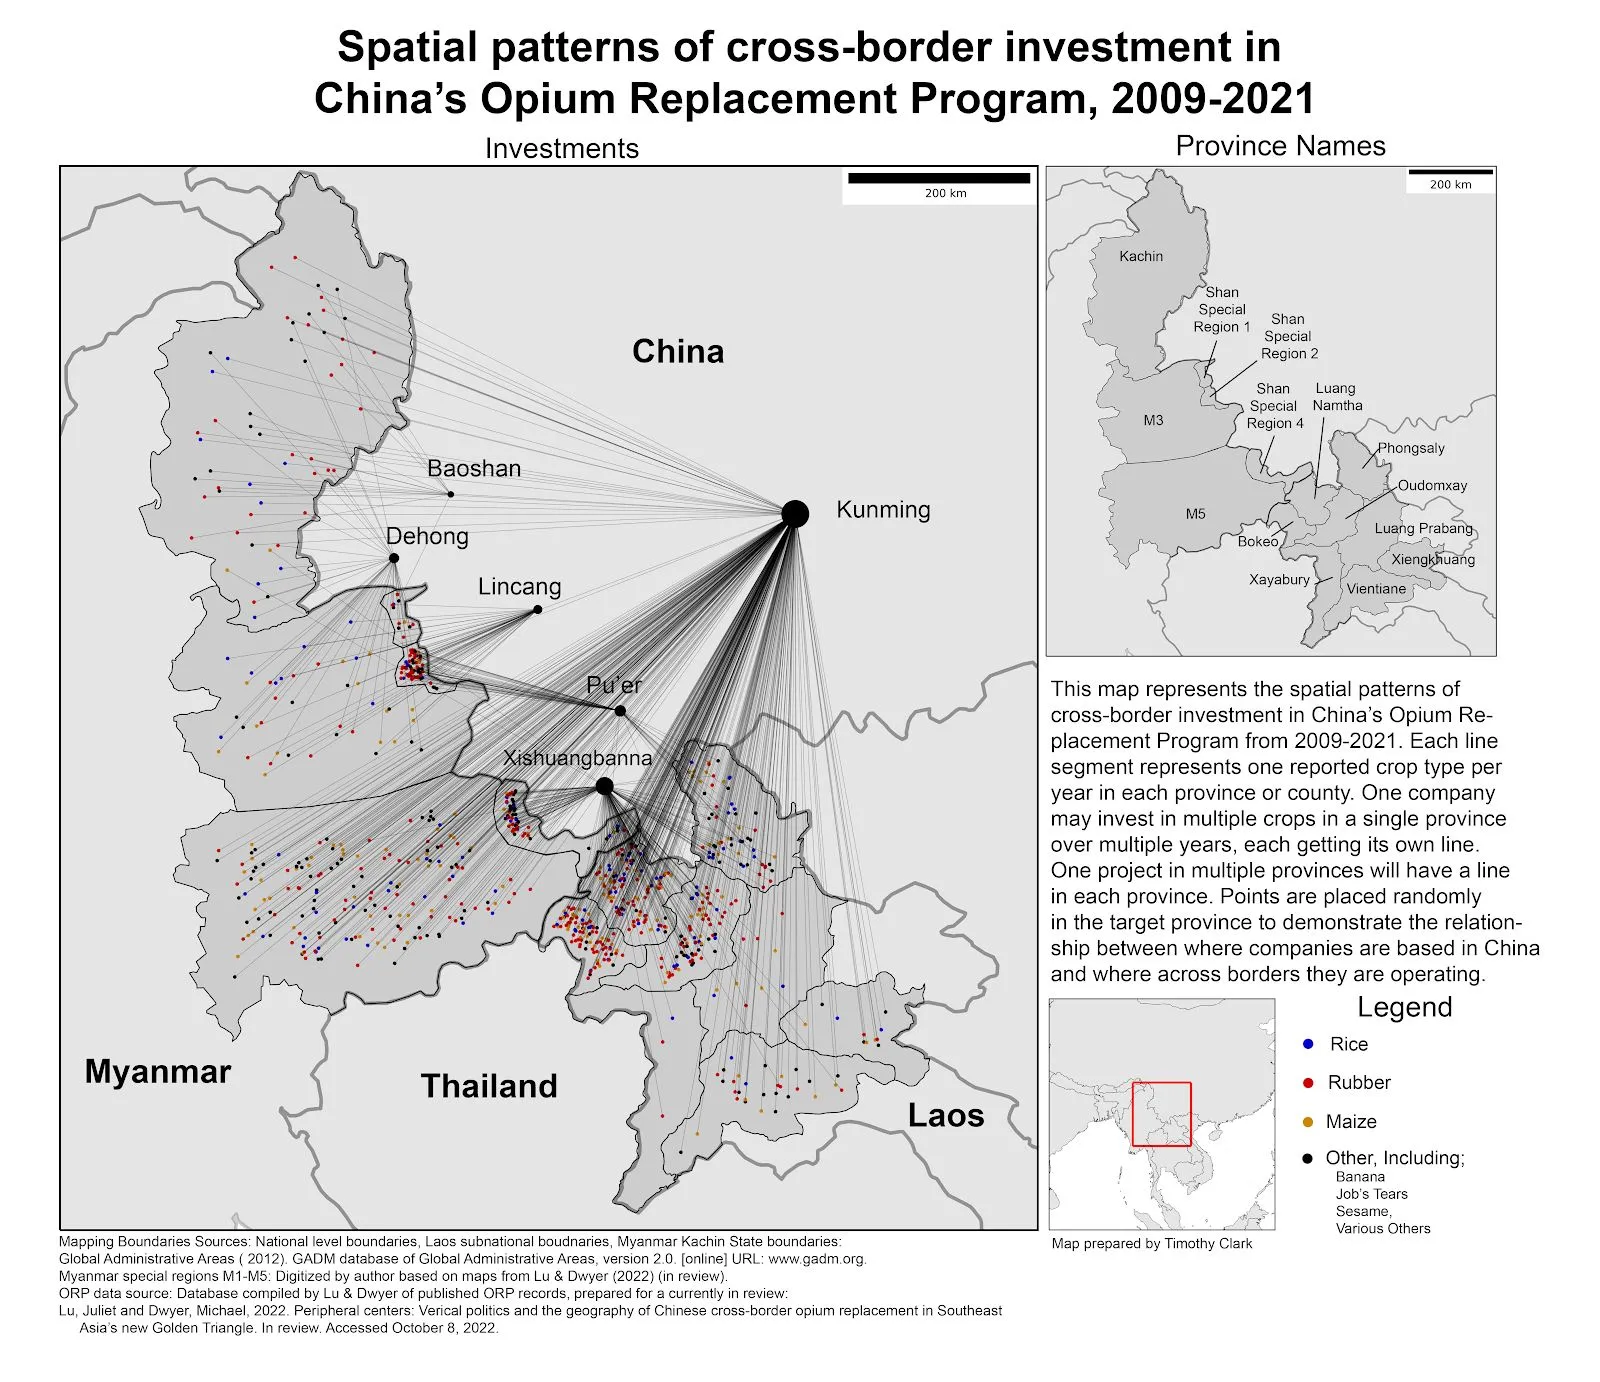 Spatial patterns of cross-border investment in
China's Opium Replacement Program, 2009-2021
Investments
200 km
China
Baoshan
Kunming
Dehong
Lincang
Pu'er
Xishuangbanna
Myanmar
Thailand
Laos
Province Names
200 km
Kachin
Shan
Special
Region 1
Shan
Special
Region 2
Shan
Special
Region 4
Luang
Namtha
M3
Phongsaly
Oudomxay
M5
Luang Prabang
Bokeo
Xiengkhuang
Xayabury
Vientiane
This map represents the spatial patterns of
cross-border investment in China's Opium Re-
placement Program from 2009-2021. Each line
segment represents one reported crop type per
year in each province or county. One company
may invest in multiple crops in a single province
over multiple years, each getting its own line.
One project in multiple provinces will have a line
in each province. Points are placed randomly
in the target province to demonstrate the relation-
ship between where companies are based in China
and where across borders they are operating.
Legend
Rice
Rubber
Maize
Other, Including;
Banana
Job's Tears
Sesame,
Various Others
Map prepared by Timothy Clark
Mapping Boundaries Sources: National level boundaries, Laos subnational boudnaries, Myanmar Kachin State boundaries:
Global Administrative Areas ( 2012). GADM database of Global Administrative Areas, version 2.0. [online] URL: www.gadm.org.
Myanmar special regions M1-M5: Digitized by author based on maps from Lu & Dwyer (2022) (in review).
ORP data source: Database compiled by Lu & Dwyer of published ORP records, prepared for a currently in review:
Lu, Juliet and Dwyer, Michael, 2022. Peripheral centers: Verical politics and the geography of Chinese cross-border opium replacement in Southeast
Asia's new Golden Triangle. In review. Accessed October 8, 2022.